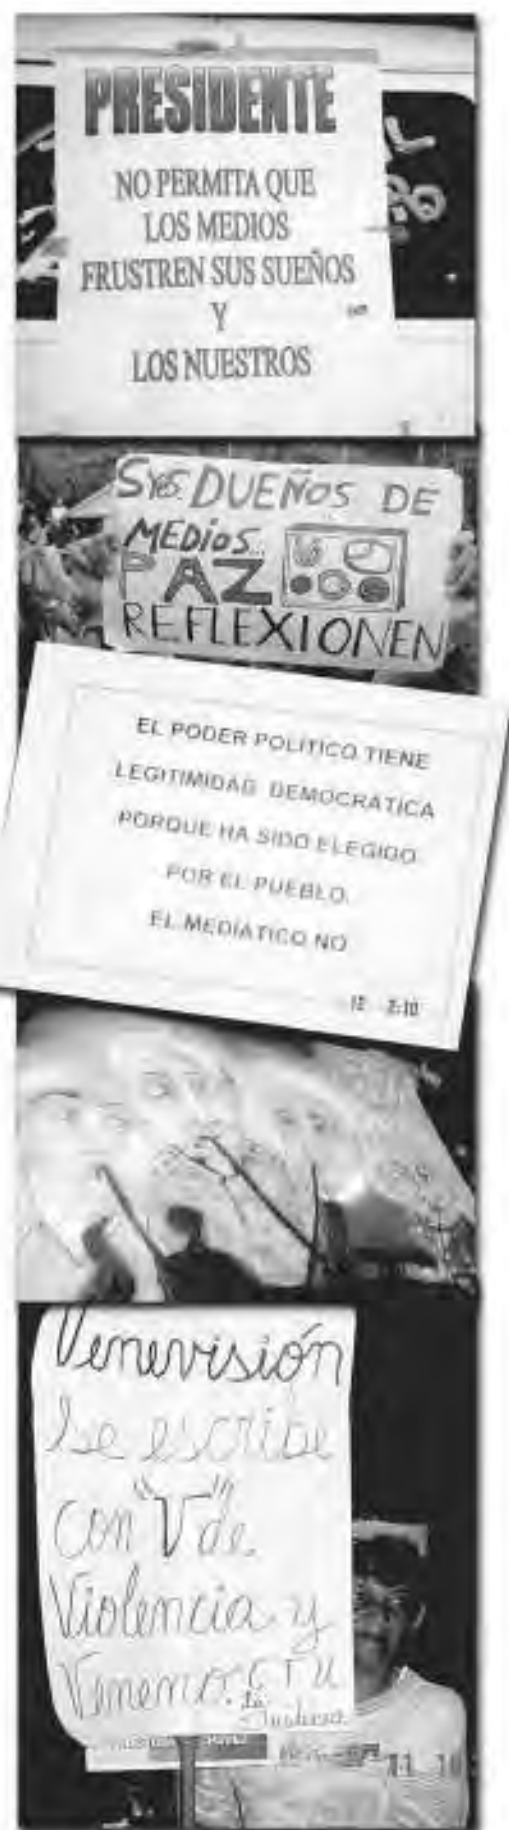 PRESIDENTE
NO PERMITA QUE
LOS MEDIOS
FRUSTREN SUS SUEÑOS
Y
LOS NUESTROS
DUEÑOS DE
MEDIOS
PAZ
REFLEXIONEN
EL PODER POLITICO TIENE
LEGITIMIDAD DEMOCRATICA
PORQUE HA SIDO ELEGIDO
POR EL PUEBLO.
EL MEDIATICO NO
Venevisión
Se escribe
con "V" de
Violencia y
Veneno.